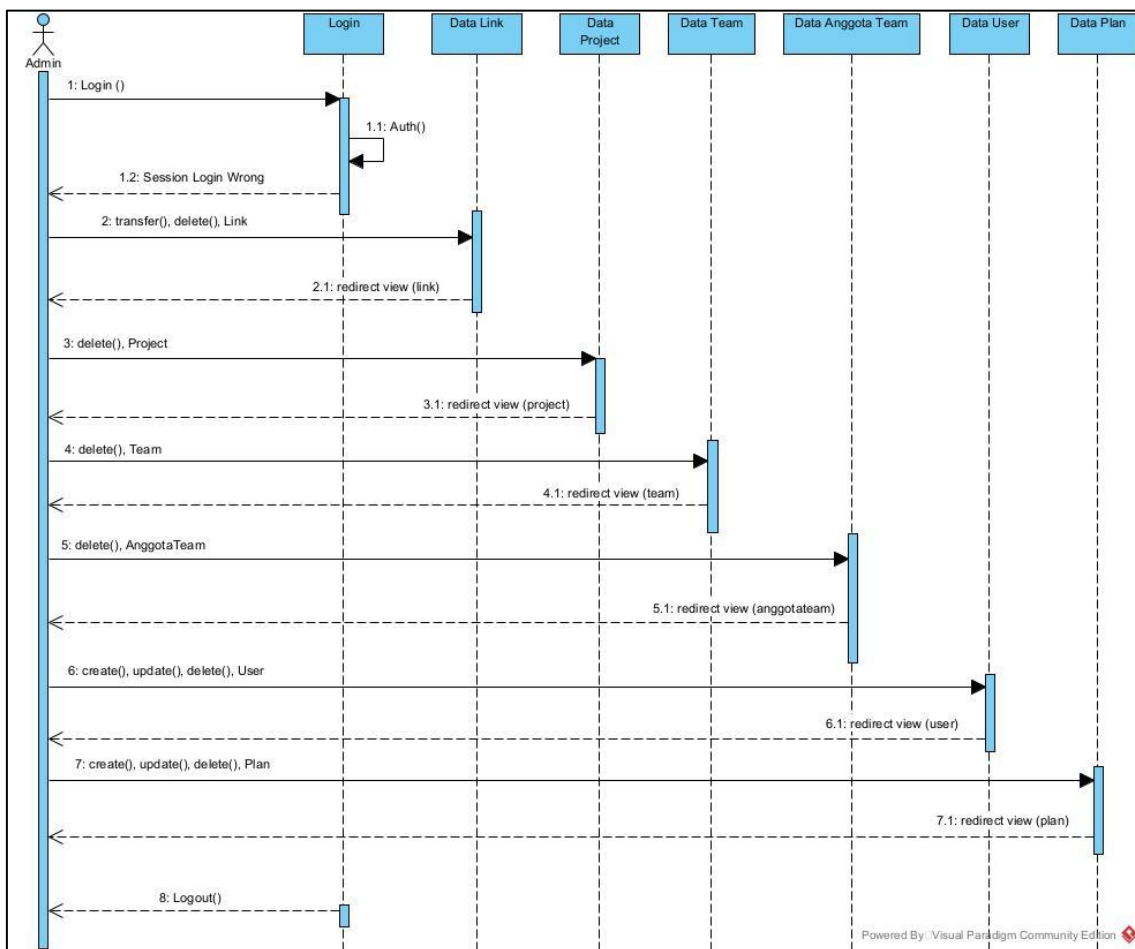 Login
Data Link
Data
Project
Data Team
Data Anggota Team
Data User
Data Plan
Admin
1: Login ()
1.1: Auth()
1.2: Session Login Wrong
2: transfer(), delete(), Link
2.1: redirect view (link)
3: delete(), Project
3.1: redirect view (project)
4: delete(), Team
4.1: redirect view (team)
5: delete(), AnggotaTeam
5.1: redirect view (anggotateam)
6: create(), update(), delete(), User
6.1: redirect view (user)
7: create(), update(), delete(), Plan
7.1: redirect view (plan)
8: Logout()
Powered By Visual Paradigm Community Edition